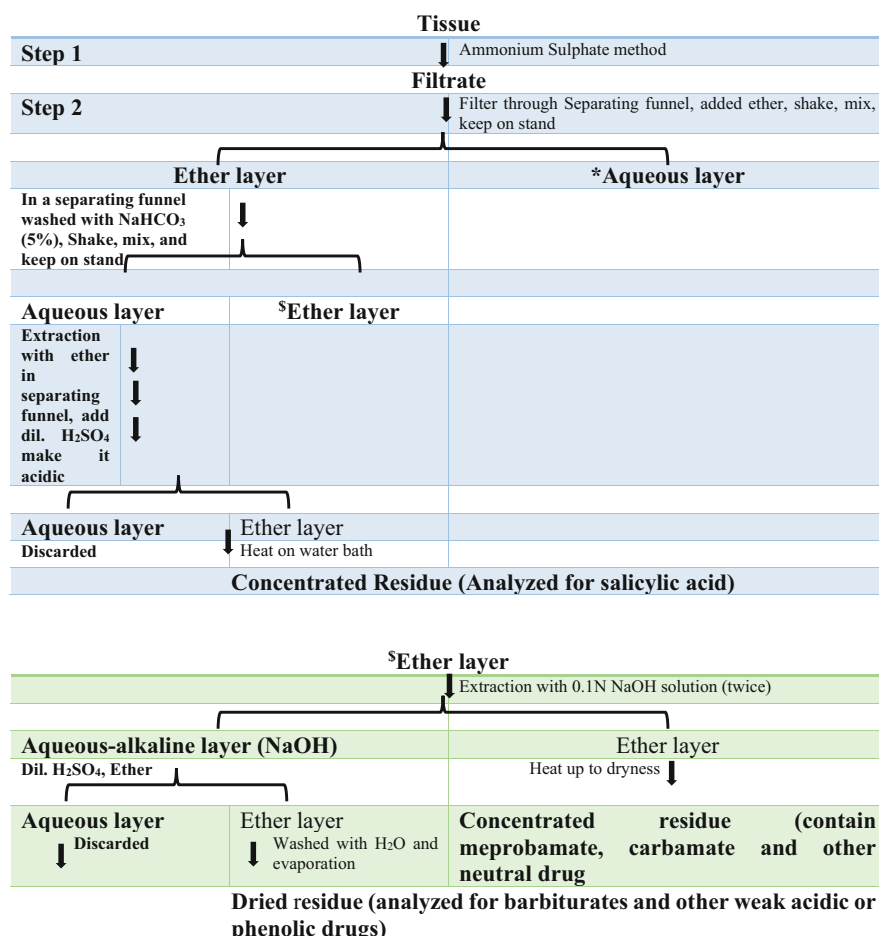 Tissue
Step 1
Ammonium Sulphate method
Filtrate
Step 2
Filter through Separating funnel, added ether, shake, mix,
keep on stand
Ether layer
*Aqueous layer
In a separating funnel
washed with NaHCO₃
(5%), Shake, mix, and
keep on stand
Aqueous layer
$Ether layer
Extraction
with ether
in
separating
funnel, add
dil. H₂SO₄
make it
acidic
Aqueous layer
Ether layer
Discarded
Heat on water bath
Concentrated Residue (Analyzed for salicylic acid)
$Ether layer
Extraction with 0.1N NaOH solution (twice)
Aqueous-alkaline layer (NaOH)
Ether layer
Dil. H₂SO₄, Ether
Heat up to dryness
Aqueous layer
Discarded
Ether layer
Washed with H₂O and
evaporation
Concentrated residue (contain
meprobamate, carbamate and other
neutral drug
Dried residue (analyzed for barbiturates and other weak acidic or
phenolic drugs)